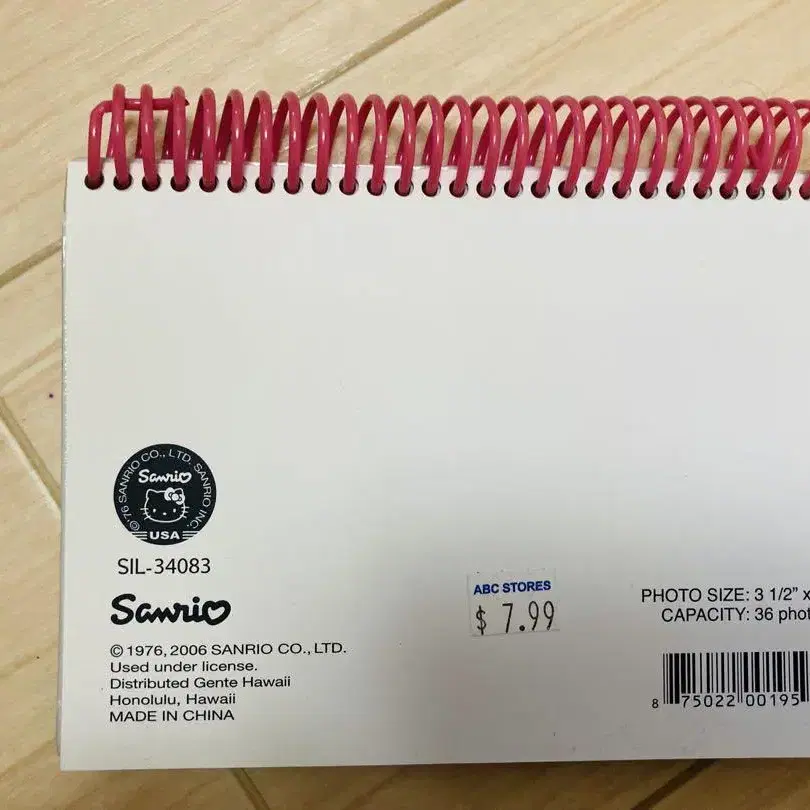 ©'76 SANRIO CO., LTD. SANRIO INC.
Sanrio
USA
SIL-34083
Sanrio
© 1976, 2006 SANRIO CO., LTD.
Used under license.
Distributed Gente Hawaii
Honolulu, Hawaii
MADE IN CHINA
ABC STORES
$ 7.99
PHOTO SIZE: 3 1/2" x
CAPACITY: 36 phot
8 75022 00195